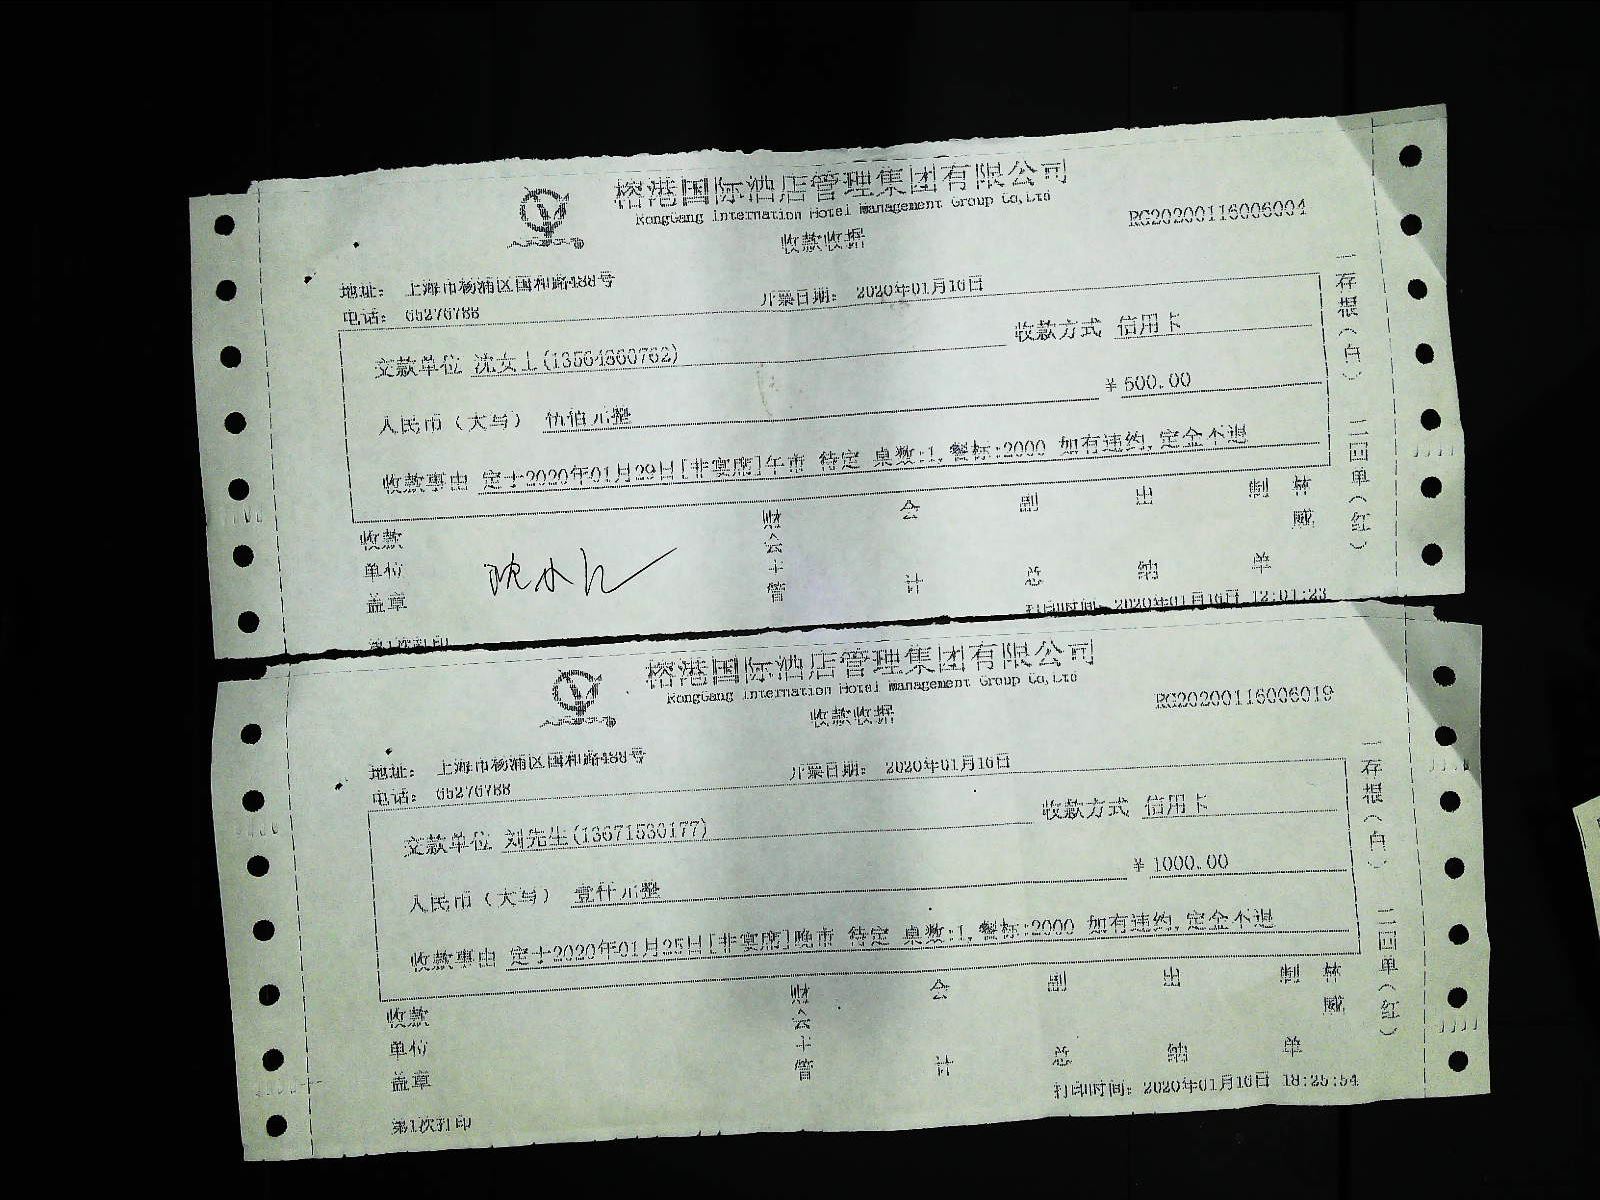 榕港国际酒店管理集团有限公司
RongGang Internation Hotel Management Group Co,Ltd
收款收据
RG20200116006004
地址： 上海市杨浦区国和路488号
开票日期： 2020年01月16日
电话： 65276788
交款单位 沈女士(13564860762)
收款方式 信用卡
人民币（大写） 伍佰元整
¥ 500.00
收款事由 定于2020年01月29日[非宴席]午市 待定 桌数:1,餐标:2000 如有违约,定金不退
收款单位盖章
财会主管
会计
副总
出纳
制单
林威
打印时间： 2020年01月16日 12:01:23
第1次打印
一存根（白） 二回单（红）
榕港国际酒店管理集团有限公司
RongGang Internation Hotel Management Group Co,Ltd
收款收据
RG20200116006019
地址： 上海市杨浦区国和路488号
开票日期： 2020年01月16日
电话： 65276788
交款单位 刘先生(13671530177)
收款方式 信用卡
人民币（大写） 壹仟元整
¥ 1000.00
收款事由 定于2020年01月25日[非宴席]晚市 待定 桌数:1,餐标:2000 如有违约,定金不退
收款单位盖章
财会主管
会计
副总
出纳
制单
林威
打印时间： 2020年01月16日 18:25:54
第1次打印
一存根（白） 二回单（红）